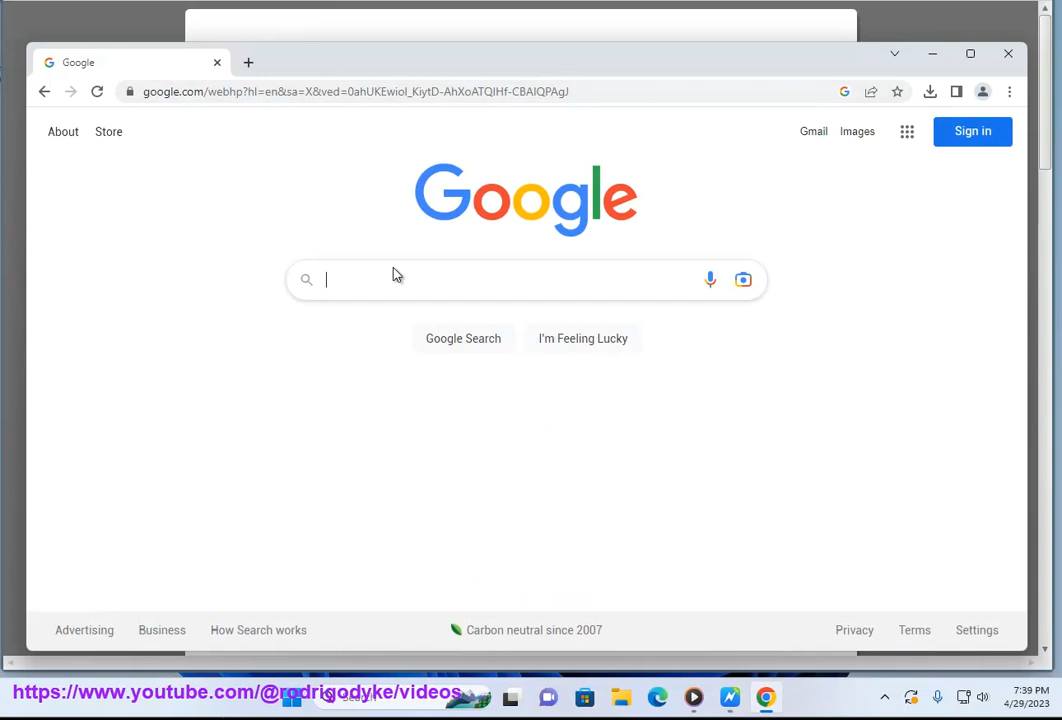 Google
google.com/webhp?hl=en&sa=X&ved=0ahUKEwiol_KiytD-AhXoATQIHf-CBAIQPAgJ
About Store
Gmail Images Sign in
Google
Google Search I'm Feeling Lucky
Advertising Business How Search works
Carbon neutral since 2007
Privacy Terms Settings
https://www.youtube.com/@rodrigodyke/videos
Search
7:39 PM
4/29/2023